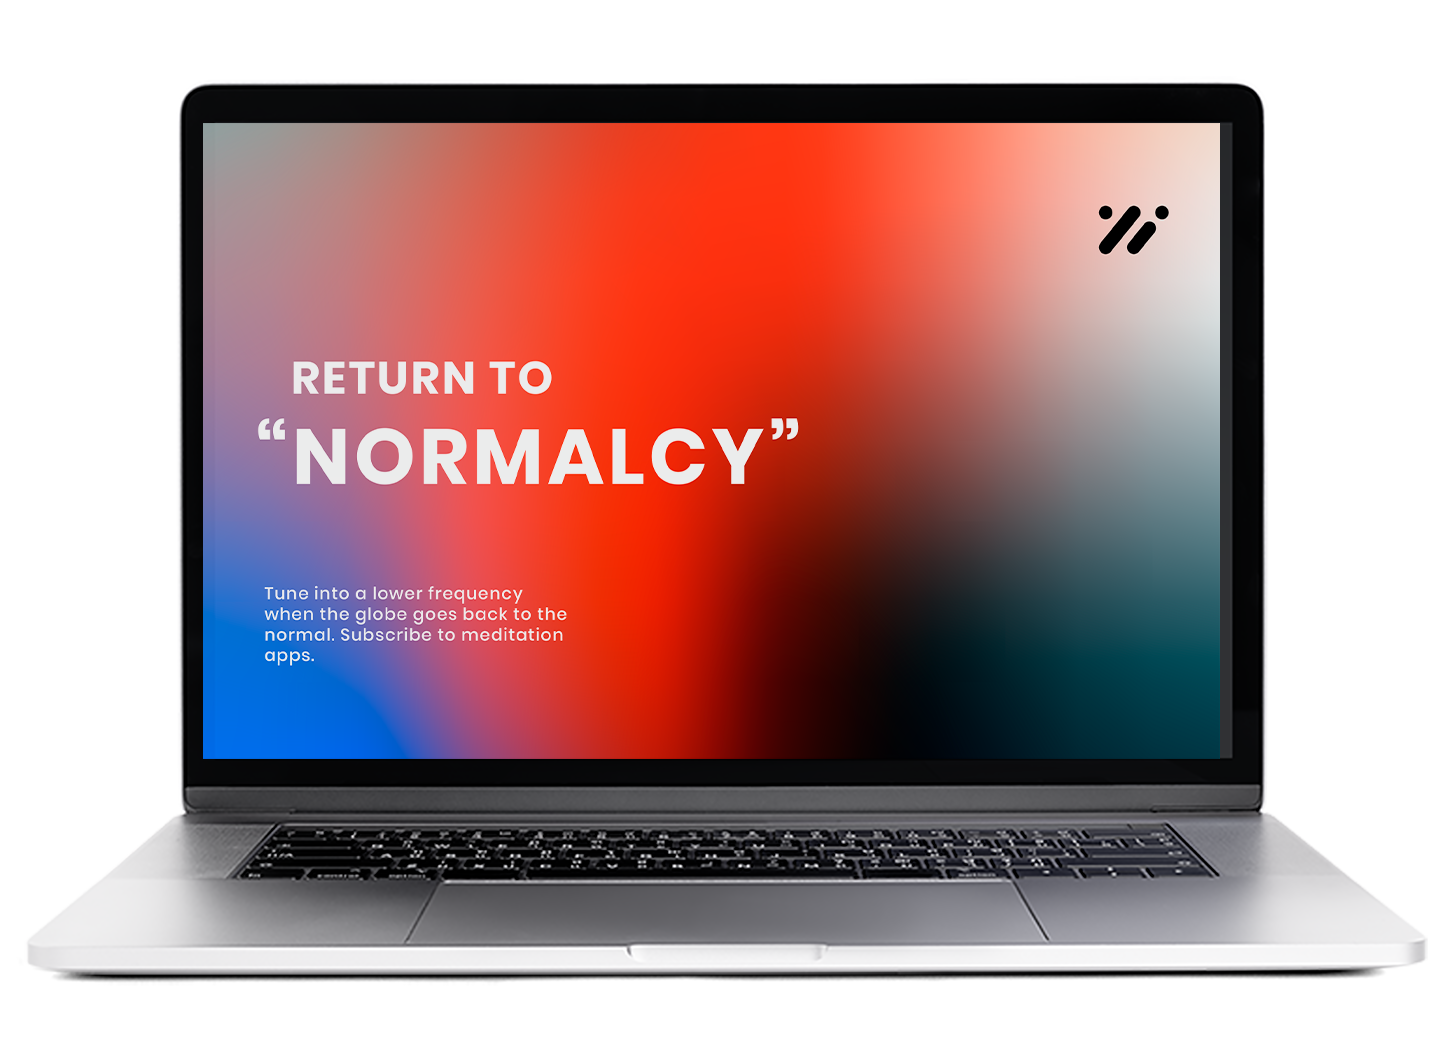 RETURN TO
“NORMALCY”
Tune into a lower frequency
when the globe goes back to the
normal. Subscribe to meditation
apps.